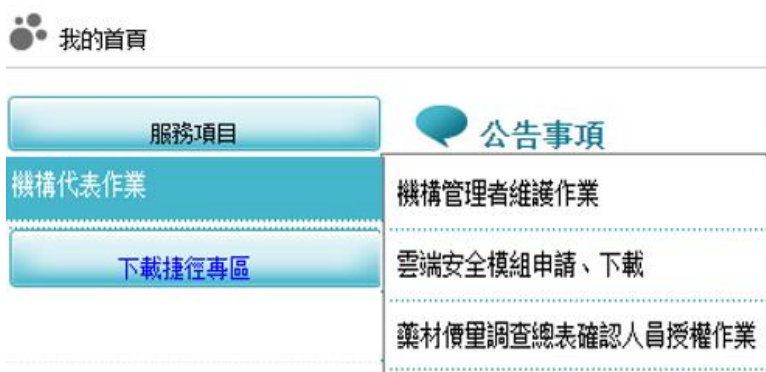 我的首頁
服務項目
公告事項
機構代表作業
機構管理者維護作業
下載捷徑專區
雲端安全模組申請、下載
藥材價量調查總表確認人員授權作業